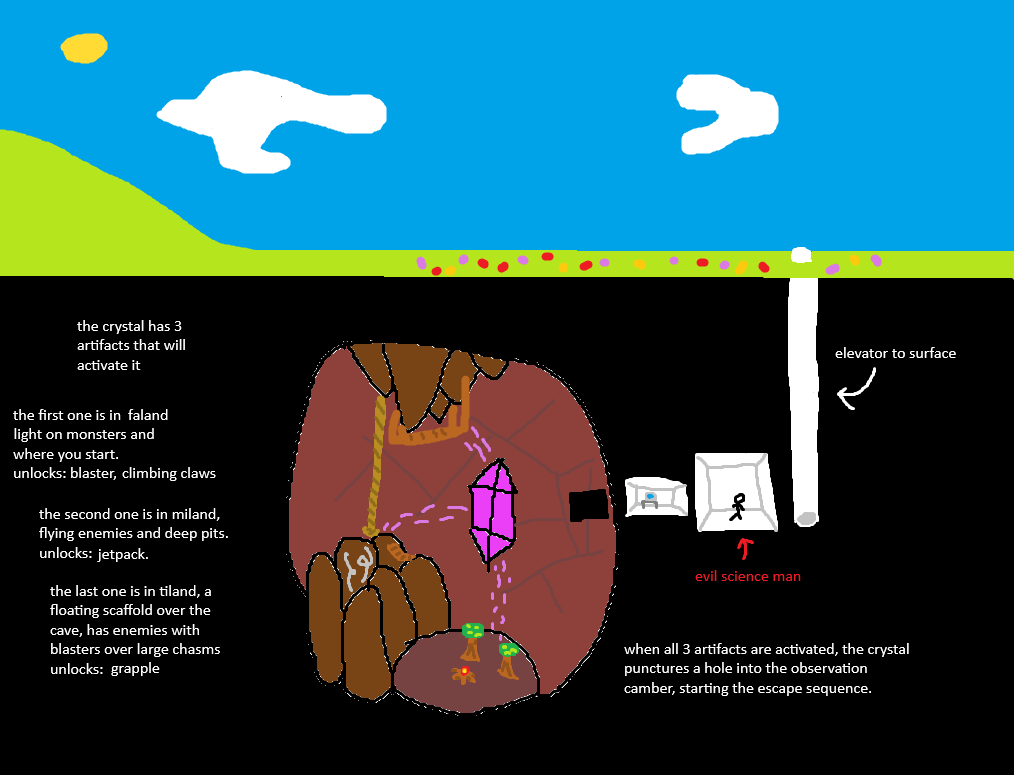 the crystal has 3
artifacts that will
activate it
elevator to surface
the first one is in faland
light on monsters and
where you start.
unlocks: blaster, climbing claws
the second one is in miland,
flying enemies and deep pits.
unlocks: jetpack.
evil science man
the last one is in tiland, a
floating scaffold over the
cave, has enemies with
blasters over large chasms
unlocks: grapple
when all 3 artifacts are activated, the crystal
punctures a hole into the observation
camber, starting the escape sequence.